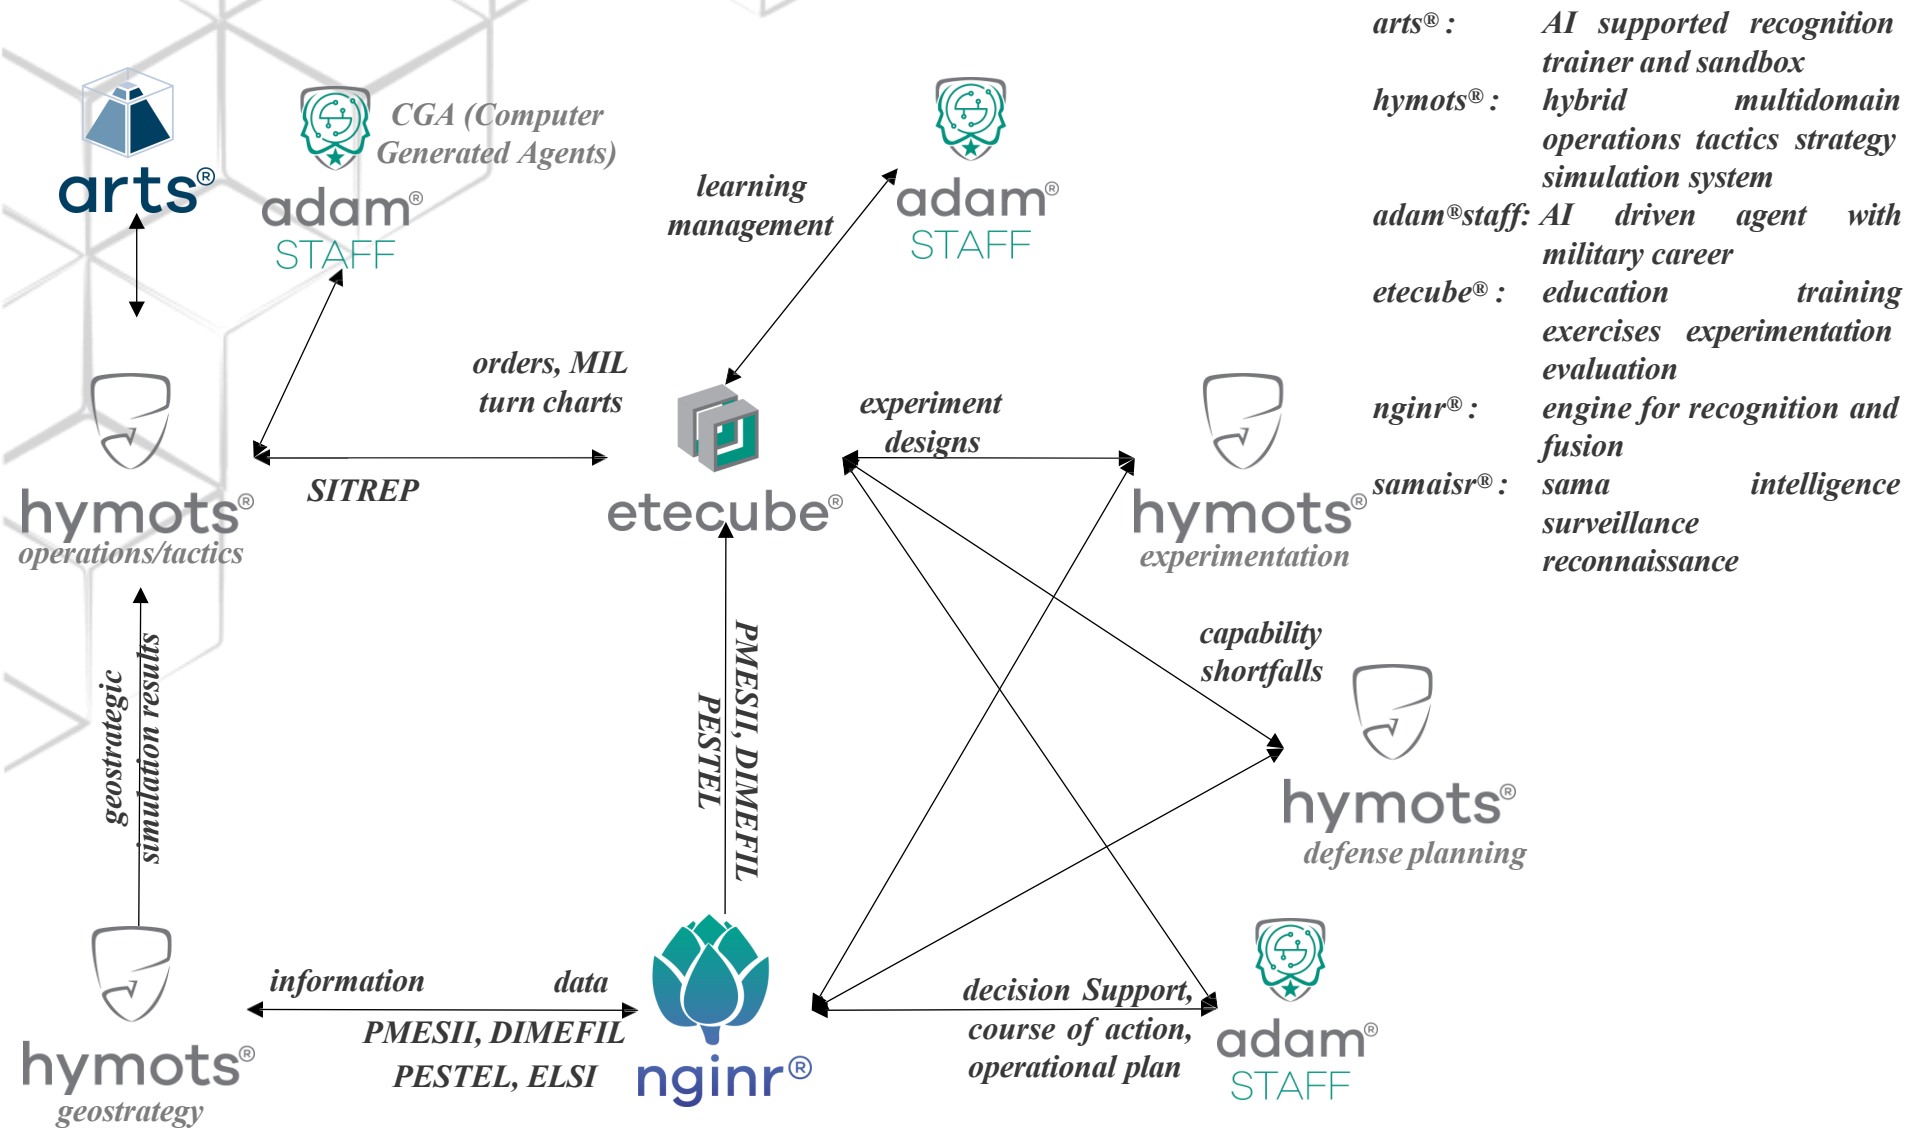 arts®
CGA (Computer
Generated Agents)
adam®
STAFF
learning
management
adam®
STAFF
arts® : AI supported recognition
trainer and sandbox
hymots® : hybrid multidomain
operations tactics strategy
simulation system
adam®staff: AI driven agent with
military career
etecube® : education training
exercises experimentation
evaluation
nginr® : engine for recognition and
fusion
samaisr® : sama intelligence
surveillance
reconnaissance
hymots®
operations/tactics
orders, MIL
turn charts
SITREP
etecube®
experiment
designs
hymots®
experimentation
capability
shortfalls
hymots®
defense planning
geostrategic
simulation results
PMESII, DIMEFIL
PESTEL
hymots®
geostrategy
information data
PMESII, DIMEFIL
PESTEL, ELSI
nginr®
decision Support,
course of action,
operational plan
adam®
STAFF